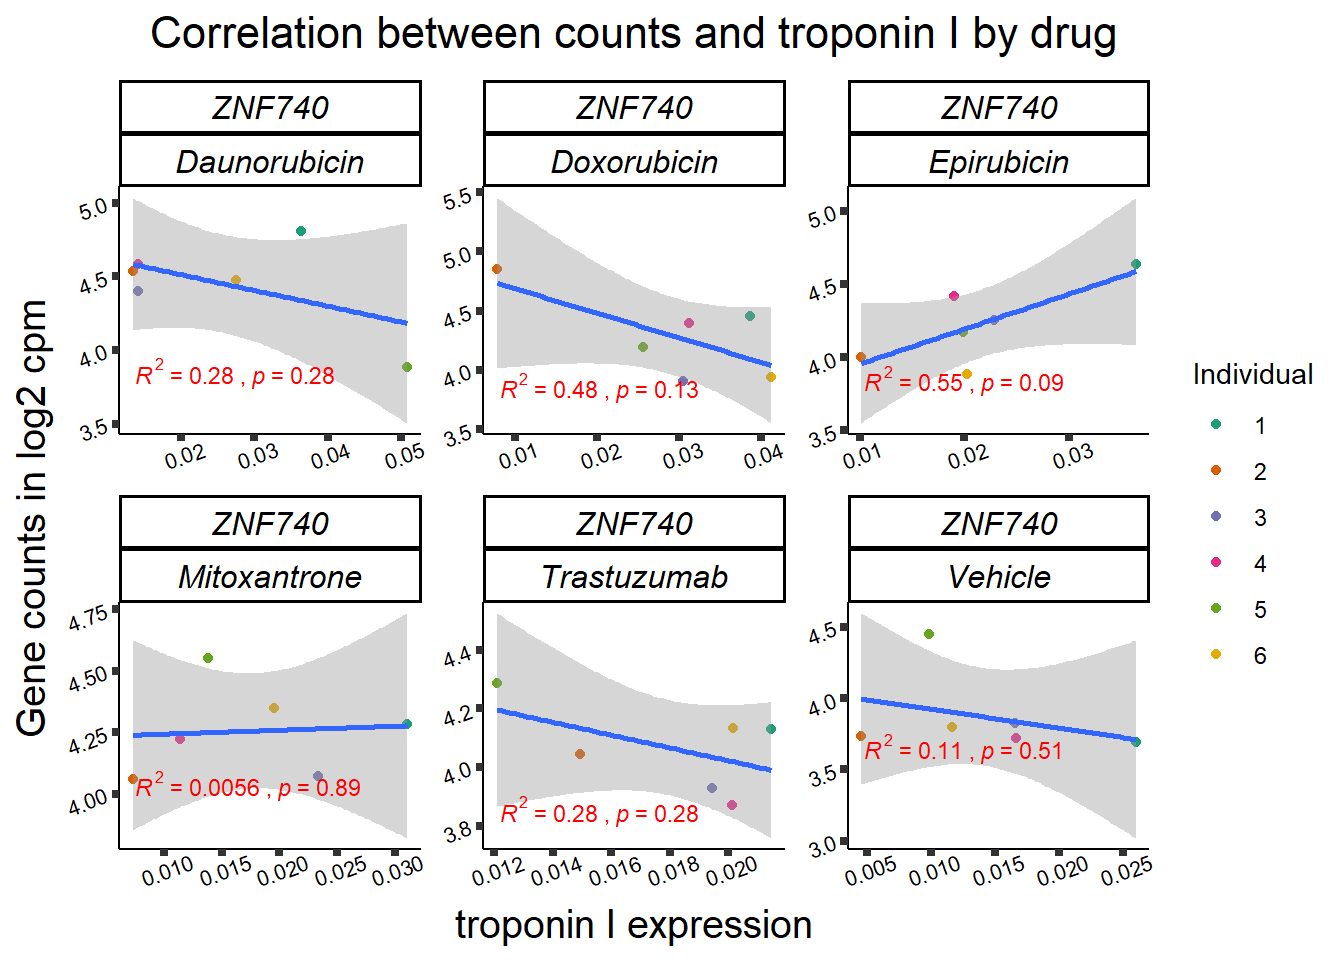 Correlation between counts and troponin I by drug
ZNF740 ZNF740 ZNF740
Daunorubicin Doxorubicin Epirubicin
5.0
4.5
4.0
3.5
R² = 0.28 , p = 0.28
0.02 0.03 0.04 0.05
5.5
5.0
4.5
4.0
3.5
R² = 0.48 , p = 0.13
0.01 0.02 0.03 0.04
5.0
4.5
4.0
3.5
R² = 0.55 , p = 0.09
0.01 0.02 0.03
ZNF740 ZNF740 ZNF740
Mitoxantrone Trastuzumab Vehicle
4.75
4.50
4.25
4.00
R² = 0.0056 , p = 0.89
0.010 0.015 0.020 0.025 0.030
4.4
4.2
4.0
3.8
R² = 0.28 , p = 0.28
0.012 0.014 0.016 0.018 0.020
4.5
4.0
3.5
3.0
R² = 0.11 , p = 0.51
0.005 0.010 0.015 0.020 0.025
Gene counts in log2 cpm
troponin I expression
Individual
1
2
3
4
5
6